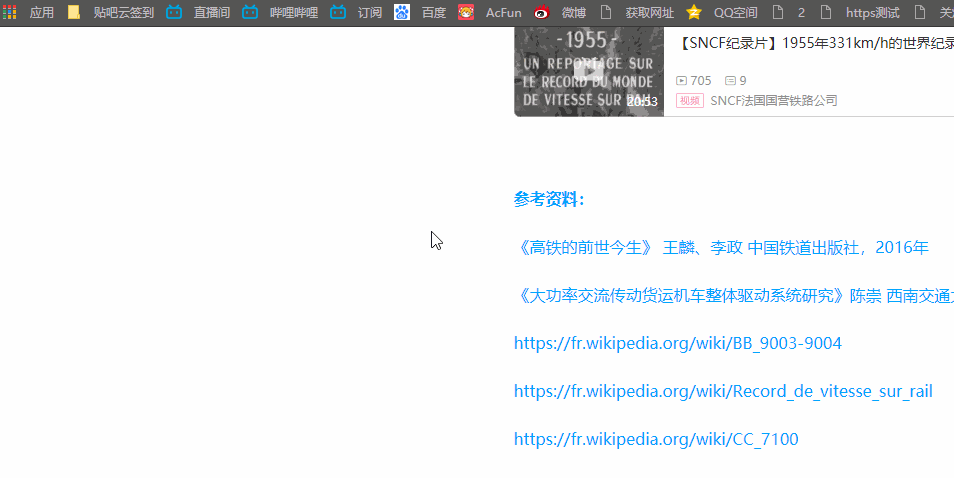 应用 贴吧云签到 直播间 哔哩哔哩 订阅 百度 AcFun 微博 获取网址 QQ空间 2 https测试
-1955-
UN REPORTAGE SUR
LE RECORD DU MONDE
DE VITESSE SUR RAIL
20:53
【SNCF纪录片】1955年331km/h的世界纪录
705 9
视频 SNCF法国国营铁路公司
参考资料：
《高铁的前世今生》 王麟、李政 中国铁道出版社，2016年
《大功率交流传动货运机车整体驱动系统研究》陈崇 西南交通
https://fr.wikipedia.org/wiki/BB_9003-9004
https://fr.wikipedia.org/wiki/Record_de_vitesse_sur_rail
https://fr.wikipedia.org/wiki/CC_7100